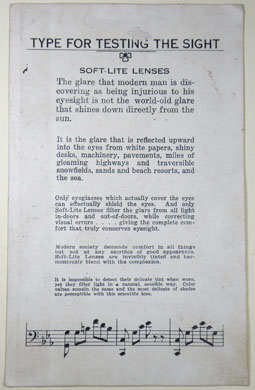 TYPE FOR TESTING THE SIGHT
SOFT-LITE LENSES
The glare that modern man is dis-
covering as being injurious to his
eyesight is not the world-old glare
that shines down directly from the
sun.
It is the glare that is reflected upward
into the eyes from white papers, shiny
desks, machinery, pavements, miles of
gleaming highways and traversible
snowfields, sands and beach resorts, and
the sea.
Only eyeglasses which actually cover the eyes
can effectually shield the eyes. And only
Soft-Lite Lenses filter the glare from all light
in-doors and out-of-doors, while correcting
visual errors . . . . . giving the complete com-
fort that truly conserves eyesight.
Modern society demands comfort in all things
but not at any sacrifice of good appearance.
Soft-Lite Lenses are invisibly tinted and har-
moniously blend with the complexion.
It is impossible to detect their delicate tint when worn,
yet they filter light in a natural, sensible way. Color
values remain the same and the most delicate of shades
are perceptible with this scientific lens.